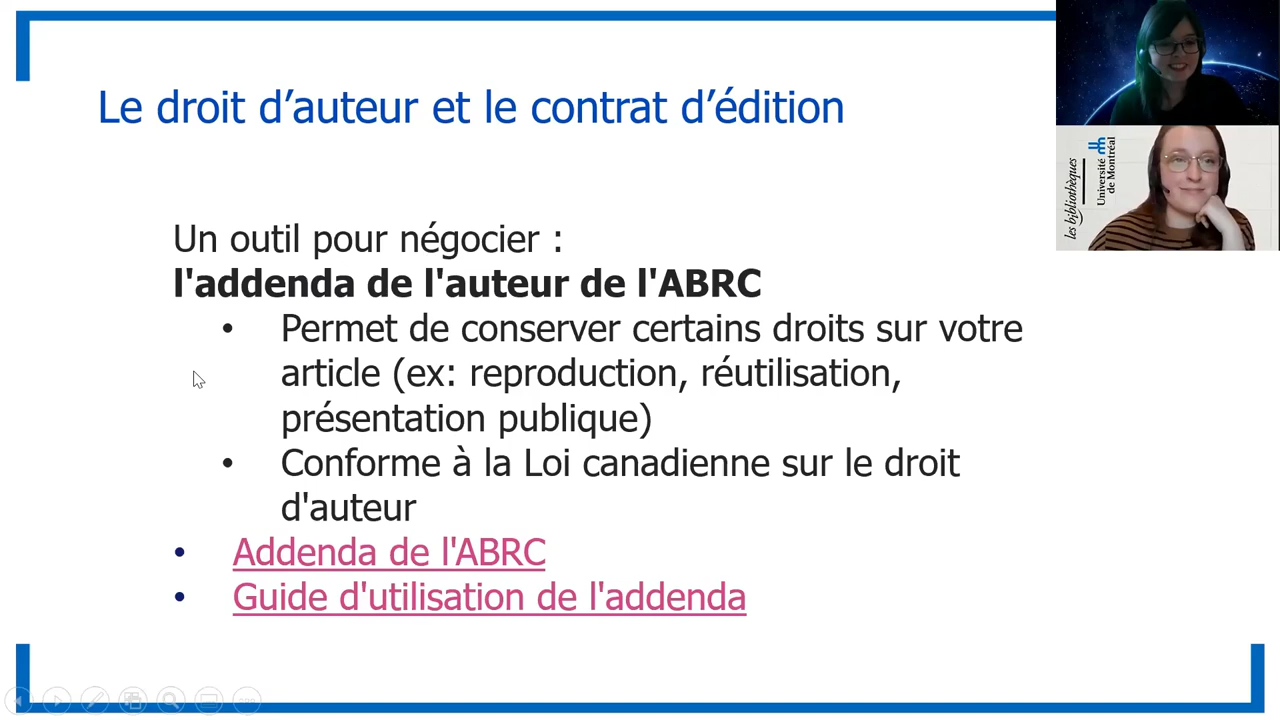 Le droit d’auteur et le contrat d’édition
Un outil pour négocier :
l'addenda de l'auteur de l'ABRC
• Permet de conserver certains droits sur votre
article (ex: reproduction, réutilisation,
présentation publique)
• Conforme à la Loi canadienne sur le droit
d'auteur
• Addenda de l'ABRC
• Guide d'utilisation de l'addenda
les bibliothèques
Université
de Montréal